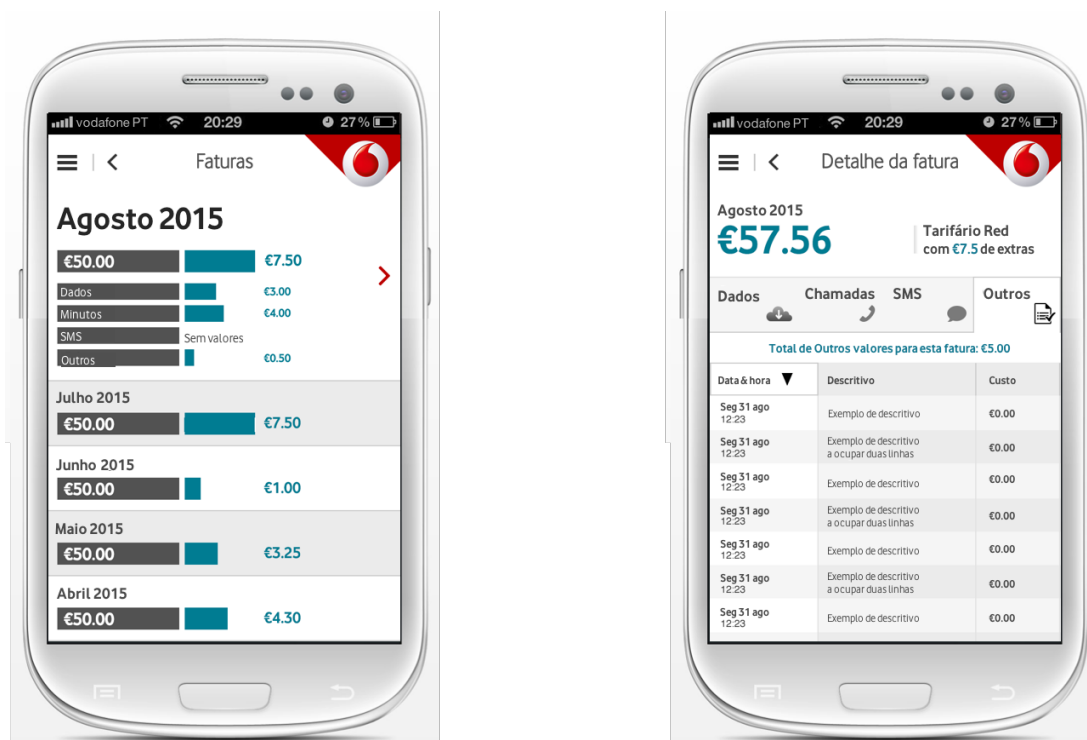 vodafone PT 20:29 27%
Faturas
Agosto 2015
€50.00 €7.50
Dados €3.00
Minutos €4.00
SMS Sem valores
Outros €0.50
Julho 2015
€50.00 €7.50
Junho 2015
€50.00 €1.00
Maio 2015
€50.00 €3.25
Abril 2015
€50.00 €4.30
vodafone PT 20:29 27%
Detalhe da fatura
Agosto 2015
€57.56
Tarifário Red
com €7.5 de extras
Dados Chamadas SMS Outros
Total de Outros valores para esta fatura: €5.00
Data & hora Descritivo Custo
Seg 31 ago
12:23
Exemplo de descritivo
€0.00
Seg 31 ago
12:23
Exemplo de descritivo
a ocupar duas linhas
€0.00
Seg 31 ago
12:23
Exemplo de descritivo
€0.00
Seg 31 ago
12:23
Exemplo de descritivo
a ocupar duas linhas
€0.00
Seg 31 ago
12:23
Exemplo de descritivo
€0.00
Seg 31 ago
12:23
Exemplo de descritivo
a ocupar duas linhas
€0.00
Seg 31 ago
12:23
Exemplo de descritivo
€0.00